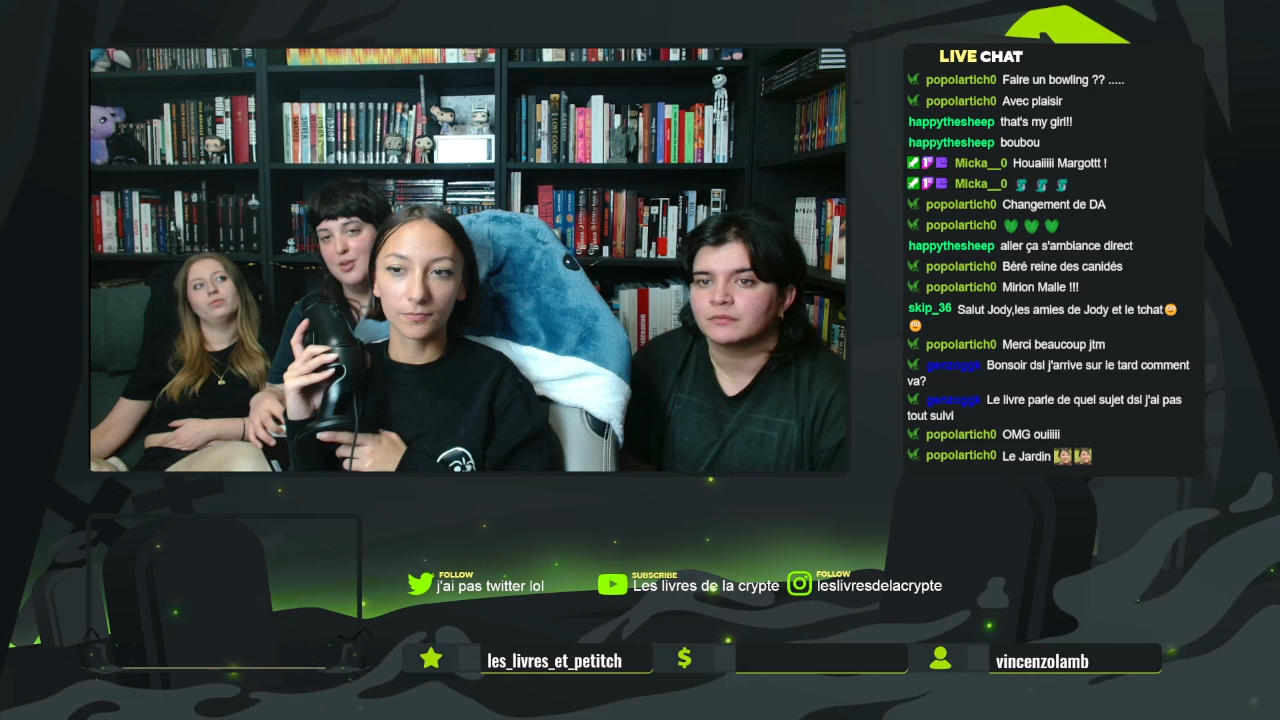 LIVE CHAT
popolartich0 Faire un bowling ?? .....
popolartich0 Avec plaisir
happythesheep that's my girl!!
happythesheep boubou
Micka__0 Houaiiiii Margottt !
Micka__0
popolartich0 Changement de DA
popolartich0 💚 💚 💚
happythesheep aller ça s'ambiance direct
popolartich0 Béré reine des canidés
popolartich0 Mirion Malle !!!
skip_36 Salut Jody,les amies de Jody et le tchat
popolartich0 Merci beaucoup jtm
Bonsoir dsl j'arrive sur le tard comment
va?
Le livre parle de quel sujet dsl j'ai pas
tout suivi
popolartich0 OMG ouiiiii
popolartich0 Le Jardin
FOLLOW
j'ai pas twitter lol
SUBSCRIBE
Les livres de la crypte
FOLLOW
leslivresdelacrypte
les_livres_et_petitch
$
vincenzolamb